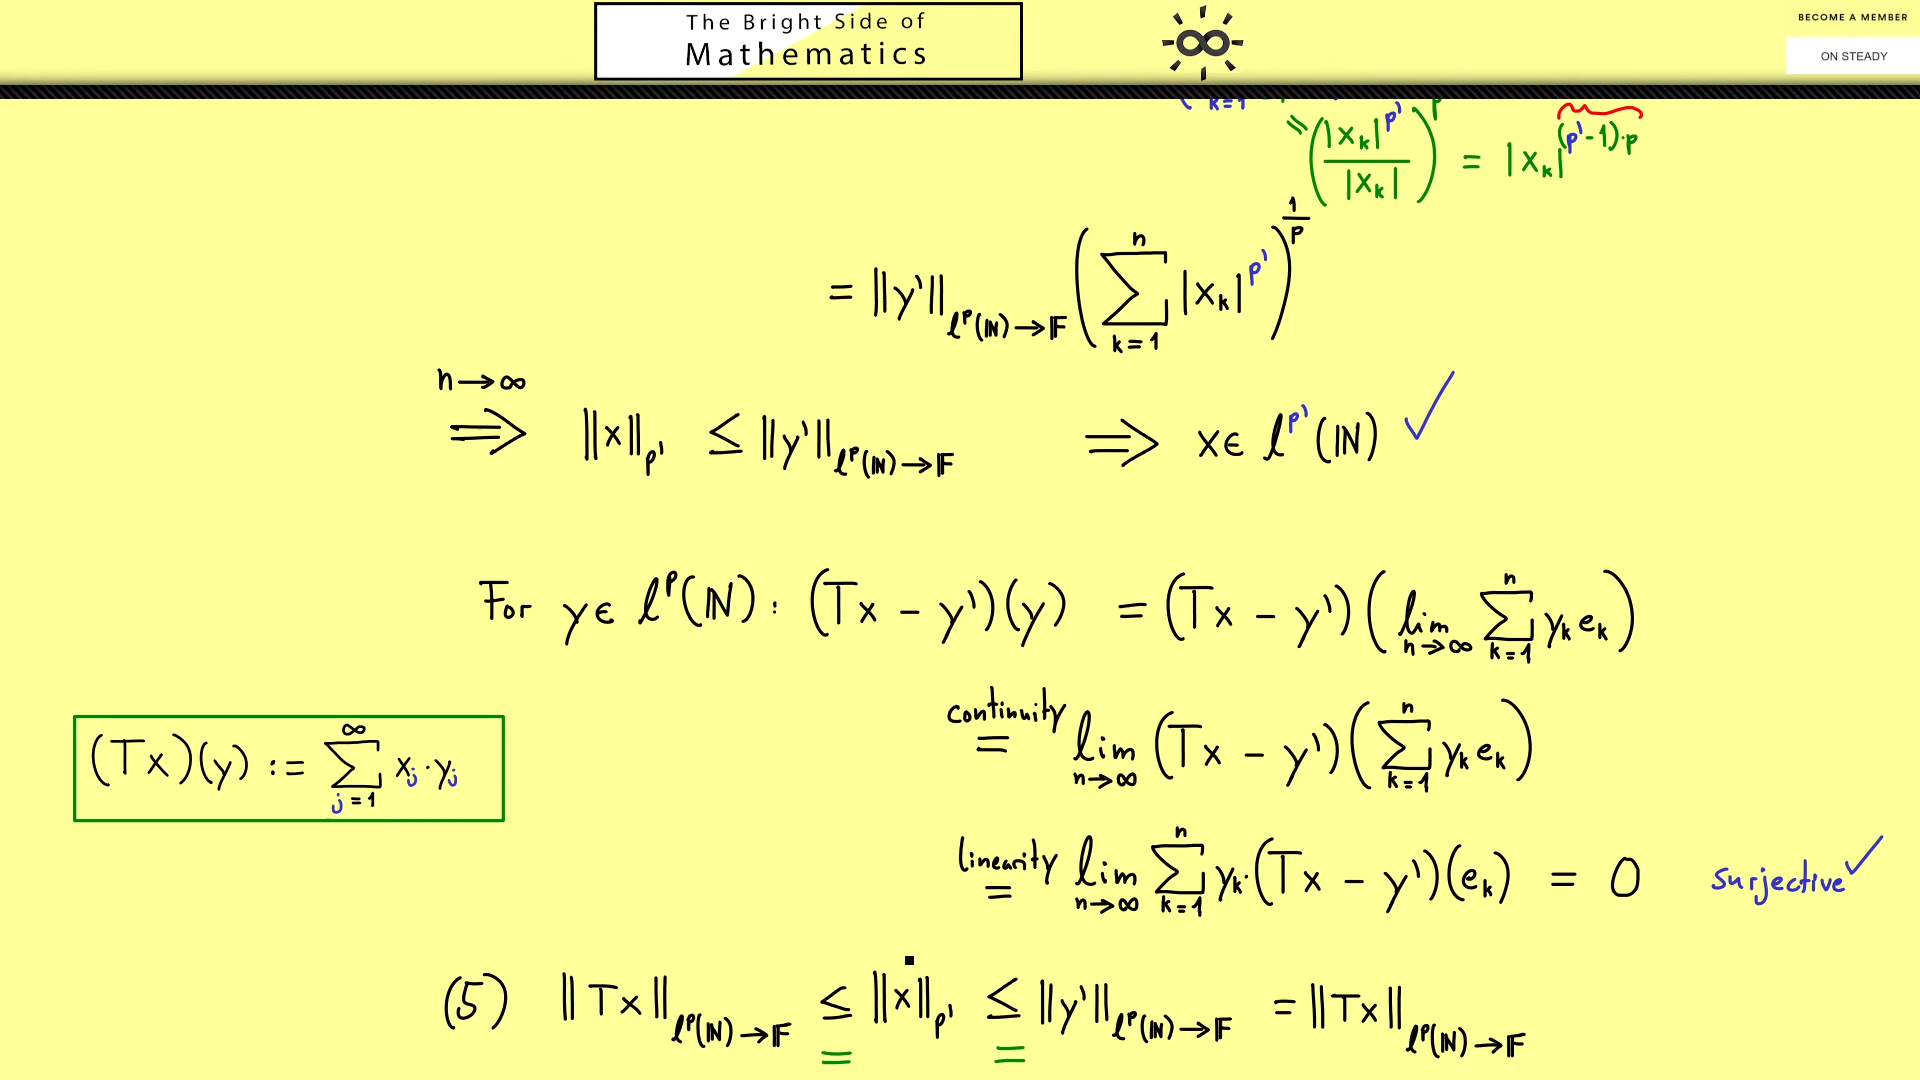 The Bright Side of
Mathematics
BECOME A MEMBER
ON STEADY
= (|x_k|^{p'} / |x_k|)^p = |x_k|^{(p'-1)·p}
= ||y'||_{l^p(ℕ)→𝔽} (∑_{k=1}^{n} |x_k|^{p'})^{1/p}
n→∞
⟹ ||x||_{p'} ≤ ||y'||_{l^p(ℕ)→𝔽} ⟹ x∈ l^{p'}(ℕ) ✓
For y∈ l^p(ℕ): (Tx – y')(y) = (Tx – y')(lim_{n→∞} ∑_{k=1}^{n} y_k e_k)
continuity
= lim_{n→∞} (Tx – y')(∑_{k=1}^{n} y_k e_k)
(Tx)(y) := ∑_{j=1}^{∞} x_j · y_j
linearity
= lim_{n→∞} ∑_{k=1}^{n} y_k·(Tx – y')(e_k) = 0 surjective ✓
(5) ||Tx||_{l^p(ℕ)→𝔽} ≤ ||x||_{p'} ≤ ||y'||_{l^p(ℕ)→𝔽} = ||Tx||_{l^p(ℕ)→𝔽}
= =